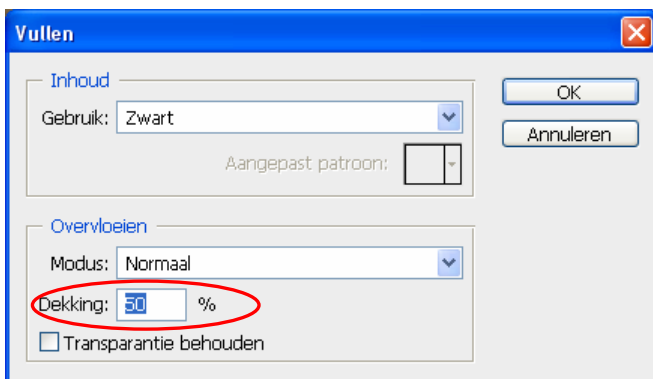 Vullen
Inhoud
OK
Gebruik: Zwart
Annuleren
Aangepast patroon:
Overvloeien
Modus: Normaal
Dekking: 50 %
Transparantie behouden